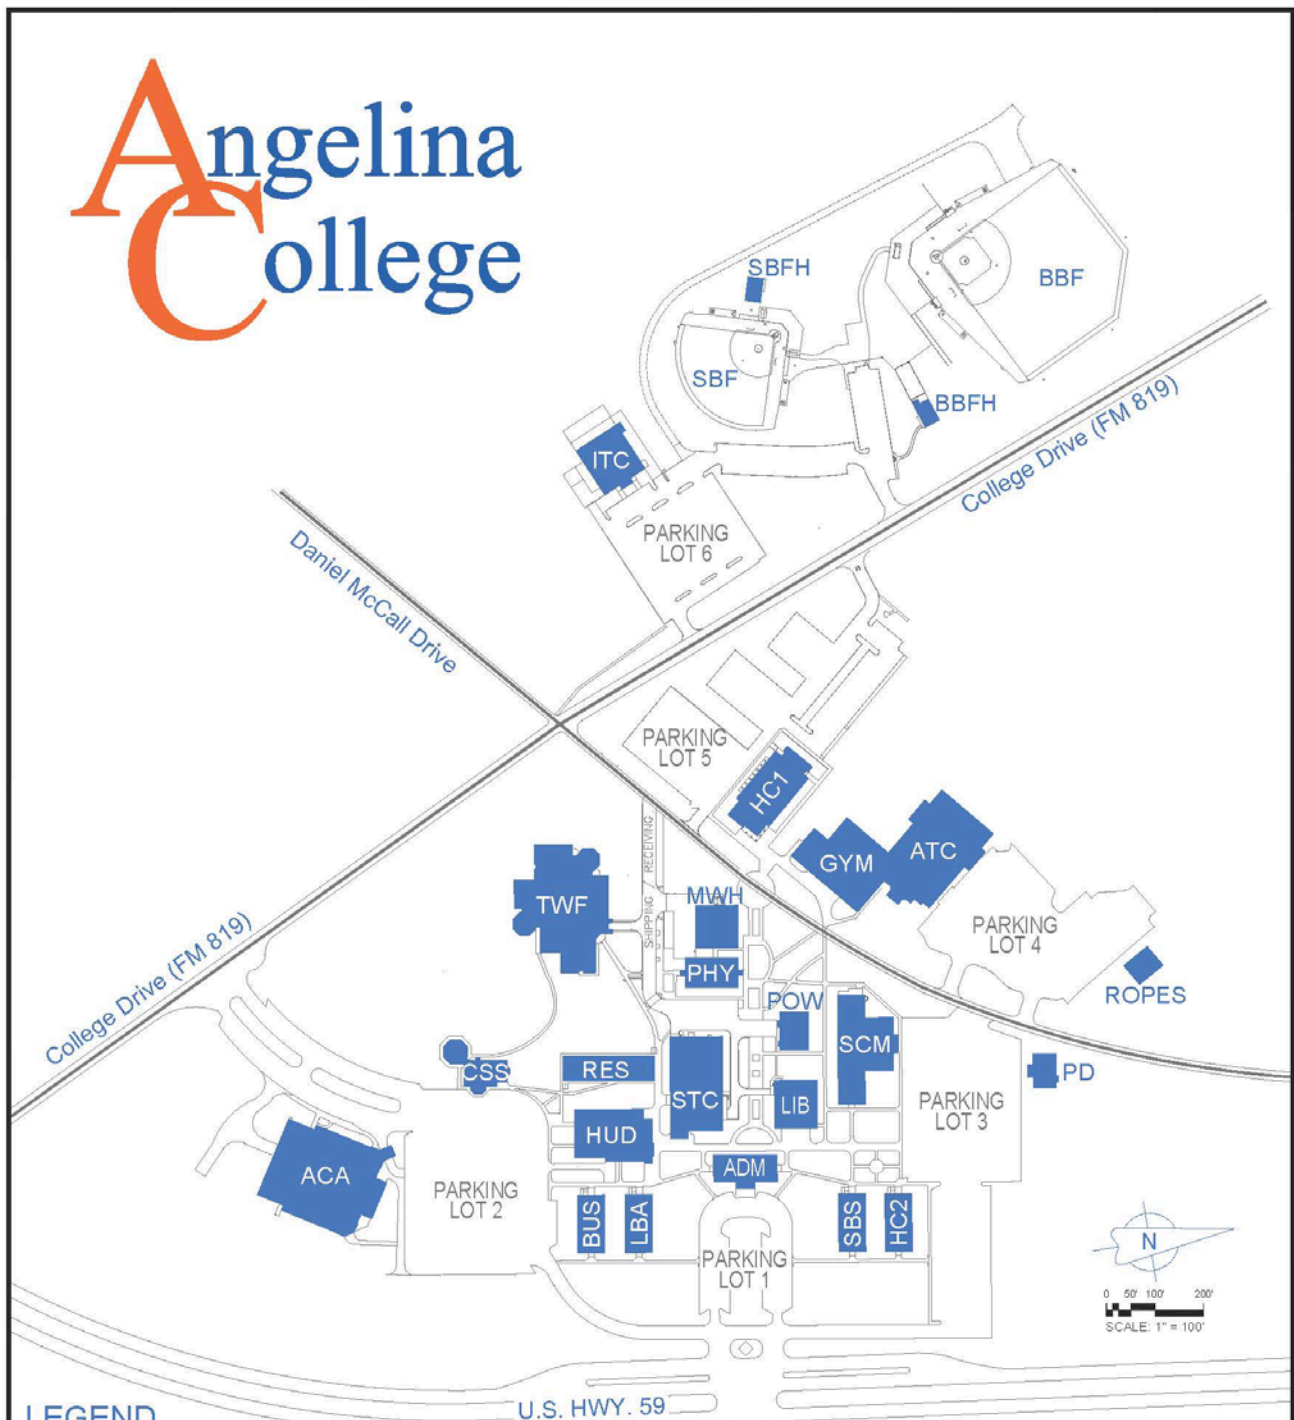 Angelina
College
SBFH
BBF
SBF
BBFH
College Drive (FM 819)
ITC
PARKING
LOT 6
Daniel McCall Drive
PARKING
LOT 5
HC1
RECEIVING
GYM
ATC
TWF
MWH
SHIPPING
PARKING
LOT 4
College Drive (FM 819)
PHY
ROPES
POW
SCM
CSS
RES
PD
STC
LIB
PARKING
LOT 3
HUD
ACA
ADM
PARKING
LOT 2
BUS
LBA
SBS
HC2
PARKING
LOT 1
N
0 50' 100' 200'
SCALE: 1" = 100'
U.S. HWY. 59
LEGEND